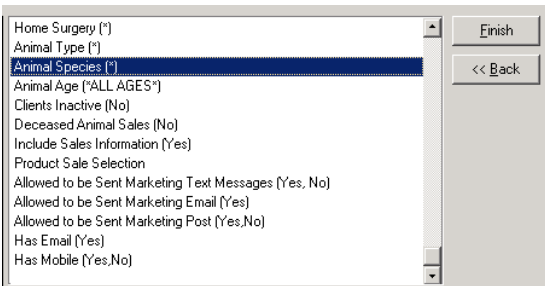 Home Surgery (*)
Animal Type (*)
Animal Species (*)
Animal Age (*ALL AGES*)
Clients Inactive (No)
Deceased Animal Sales (No)
Include Sales Information (Yes)
Product Sale Selection
Allowed to be Sent Marketing Text Messages (Yes, No)
Allowed to be Sent Marketing Email (Yes)
Allowed to be Sent Marketing Post (Yes,No)
Has Email (Yes)
Has Mobile (Yes,No)
Finish
<< Back